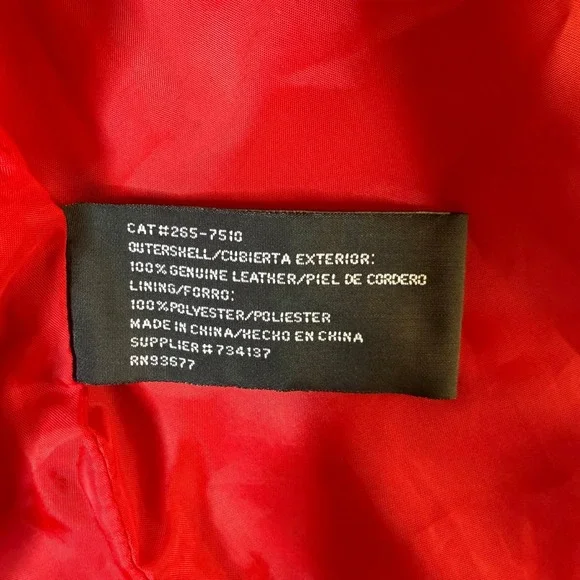 CAT#265-7510
OUTERSHELL/CUBIERTA EXTERIOR:
100% GENUINE LEATHER/PIEL DE CORDERO
LINING/FORRO:
100%POLYESTER/POLIESTER
MADE IN CHINA/HECHO EN CHINA
SUPPLIER # 734137
RN93677